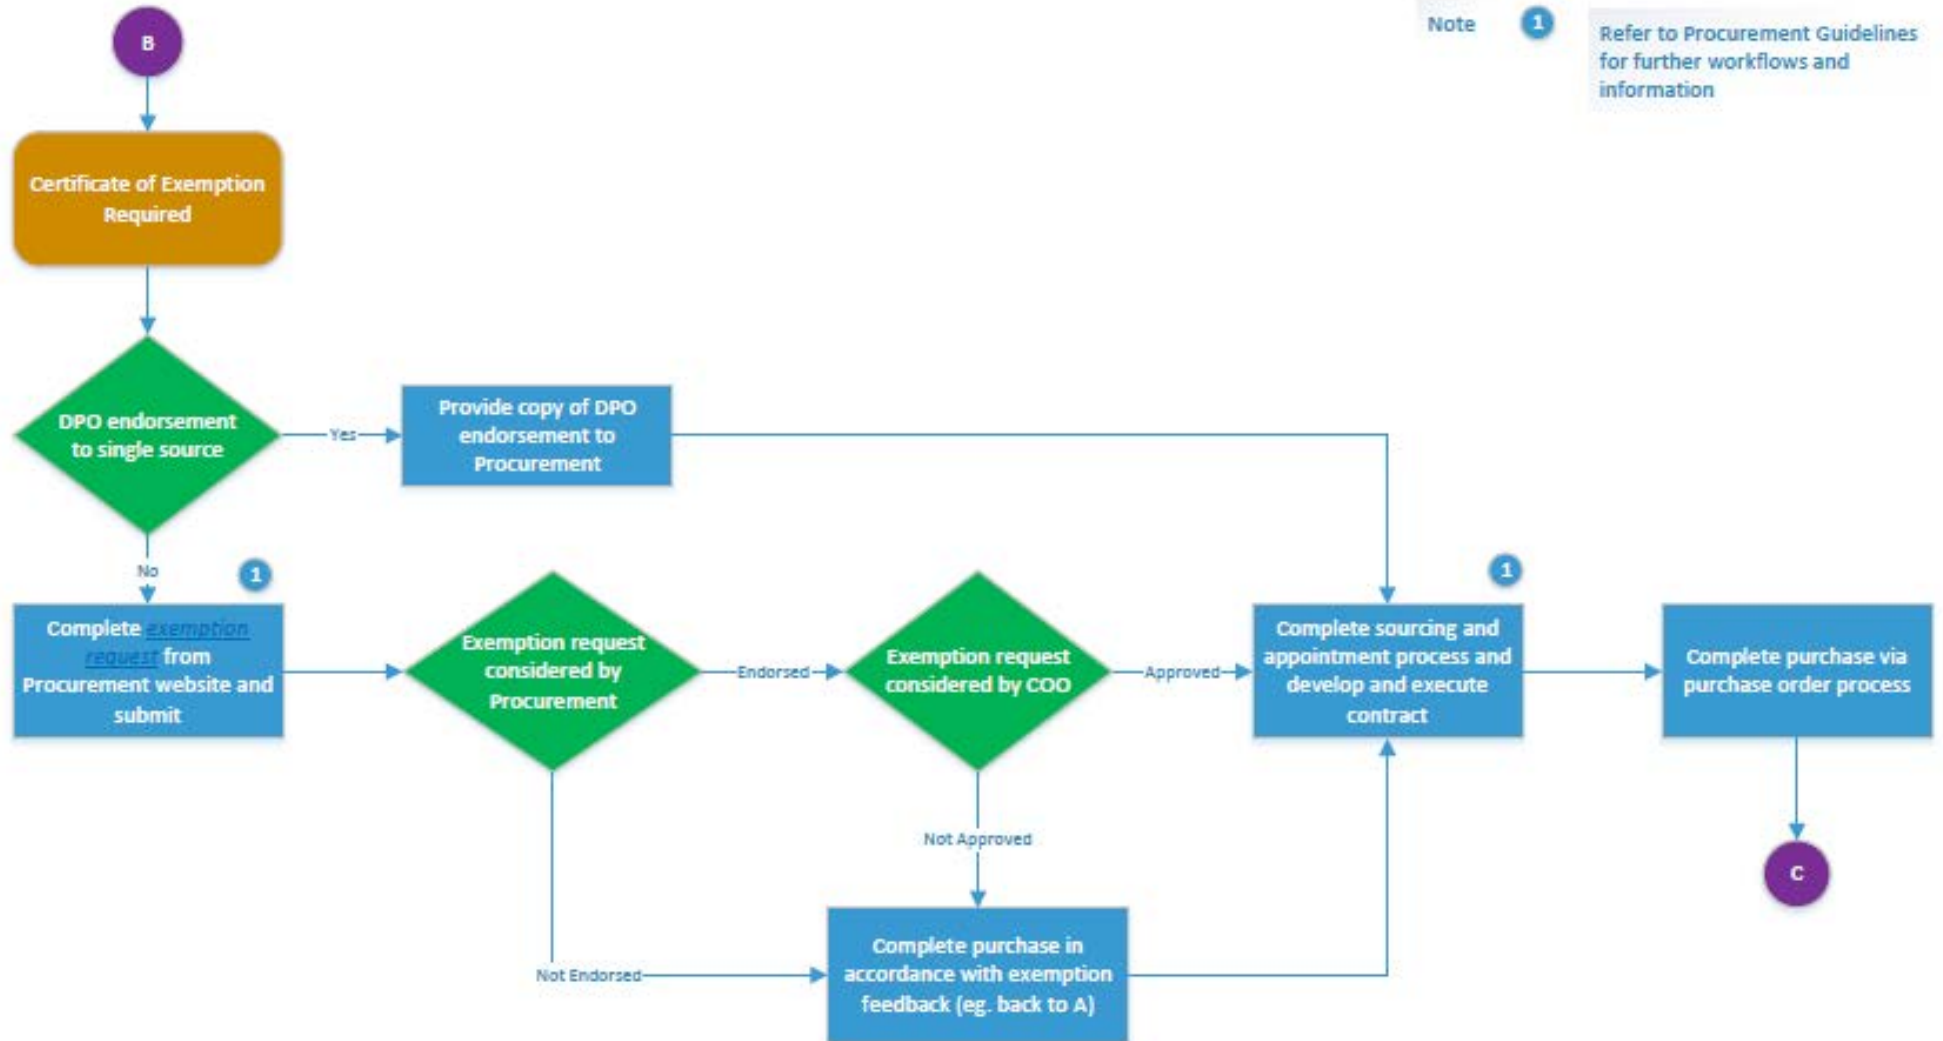 B
Note
1
Refer to Procurement Guidelines
for further workflows and
information
Certificate of Exemption
Required
DPO endorsement
to single source
Yes
Provide copy of DPO
endorsement to
Procurement
No
1
Complete exemption
request from
Procurement website and
submit
Exemption request
considered by
Procurement
Endorsed
Exemption request
considered by COO
Approved
1
Complete sourcing and
appointment process and
develop and execute
contract
Complete purchase via
purchase order process
Not Approved
C
Not Endorsed
Complete purchase in
accordance with exemption
feedback (eg. back to A)